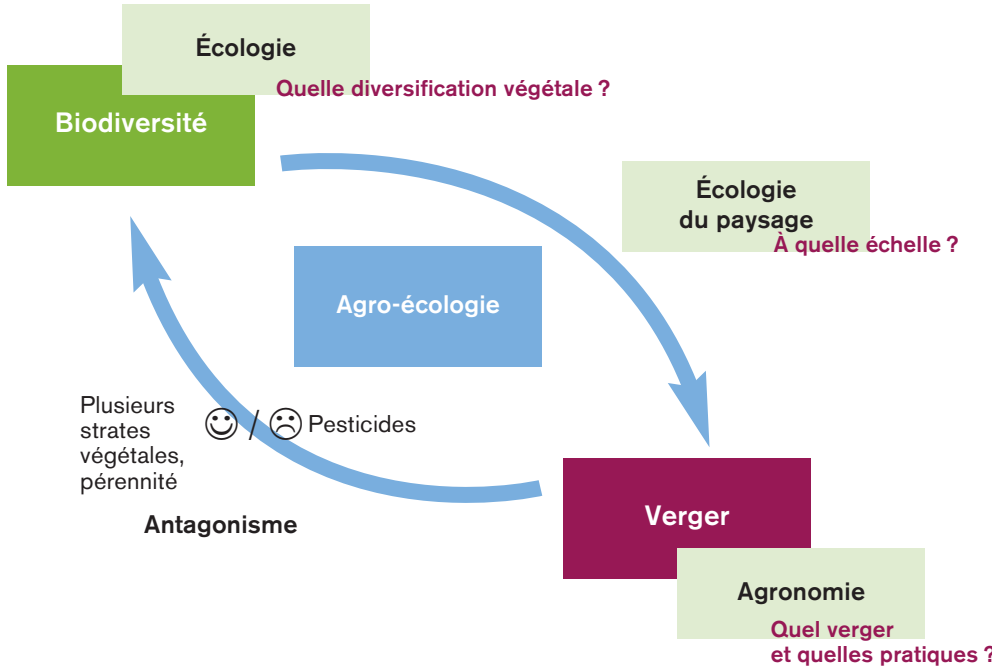 Écologie
Quelle diversification végétale ?
Biodiversité
Écologie
du paysage
À quelle échelle ?
Agro-écologie
Plusieurs
strates
végétales,
pérennité
/
Pesticides
Antagonisme
Verger
Agronomie
Quel verger
et quelles pratiques ?